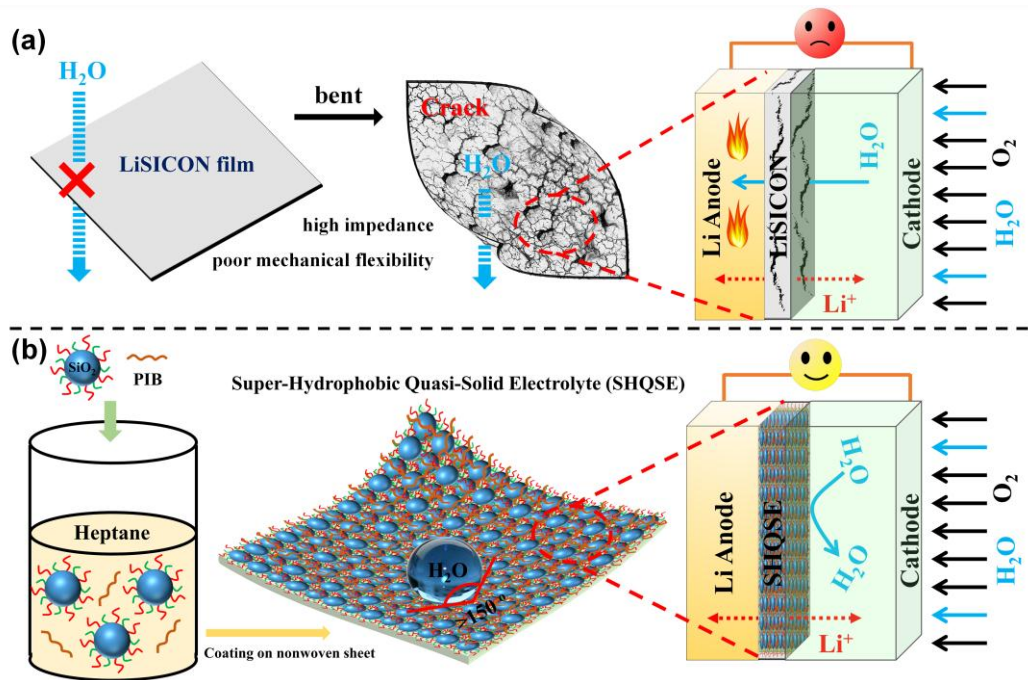 (a)
H₂O
LiSICON film
bent
Crack
H₂O
high impedance
poor mechanical flexibility
Li Anode
LiSICON
H₂O
Cathode
O₂
H₂O
Li⁺
(b)
SiO₂
PIB
Heptane
Coating on nonwoven sheet
Super-Hydrophobic Quasi-Solid Electrolyte (SHQSE)
H₂O
>150 °
Li Anode
SHQSE
H₂O
H₂O
Cathode
O₂
H₂O
Li⁺